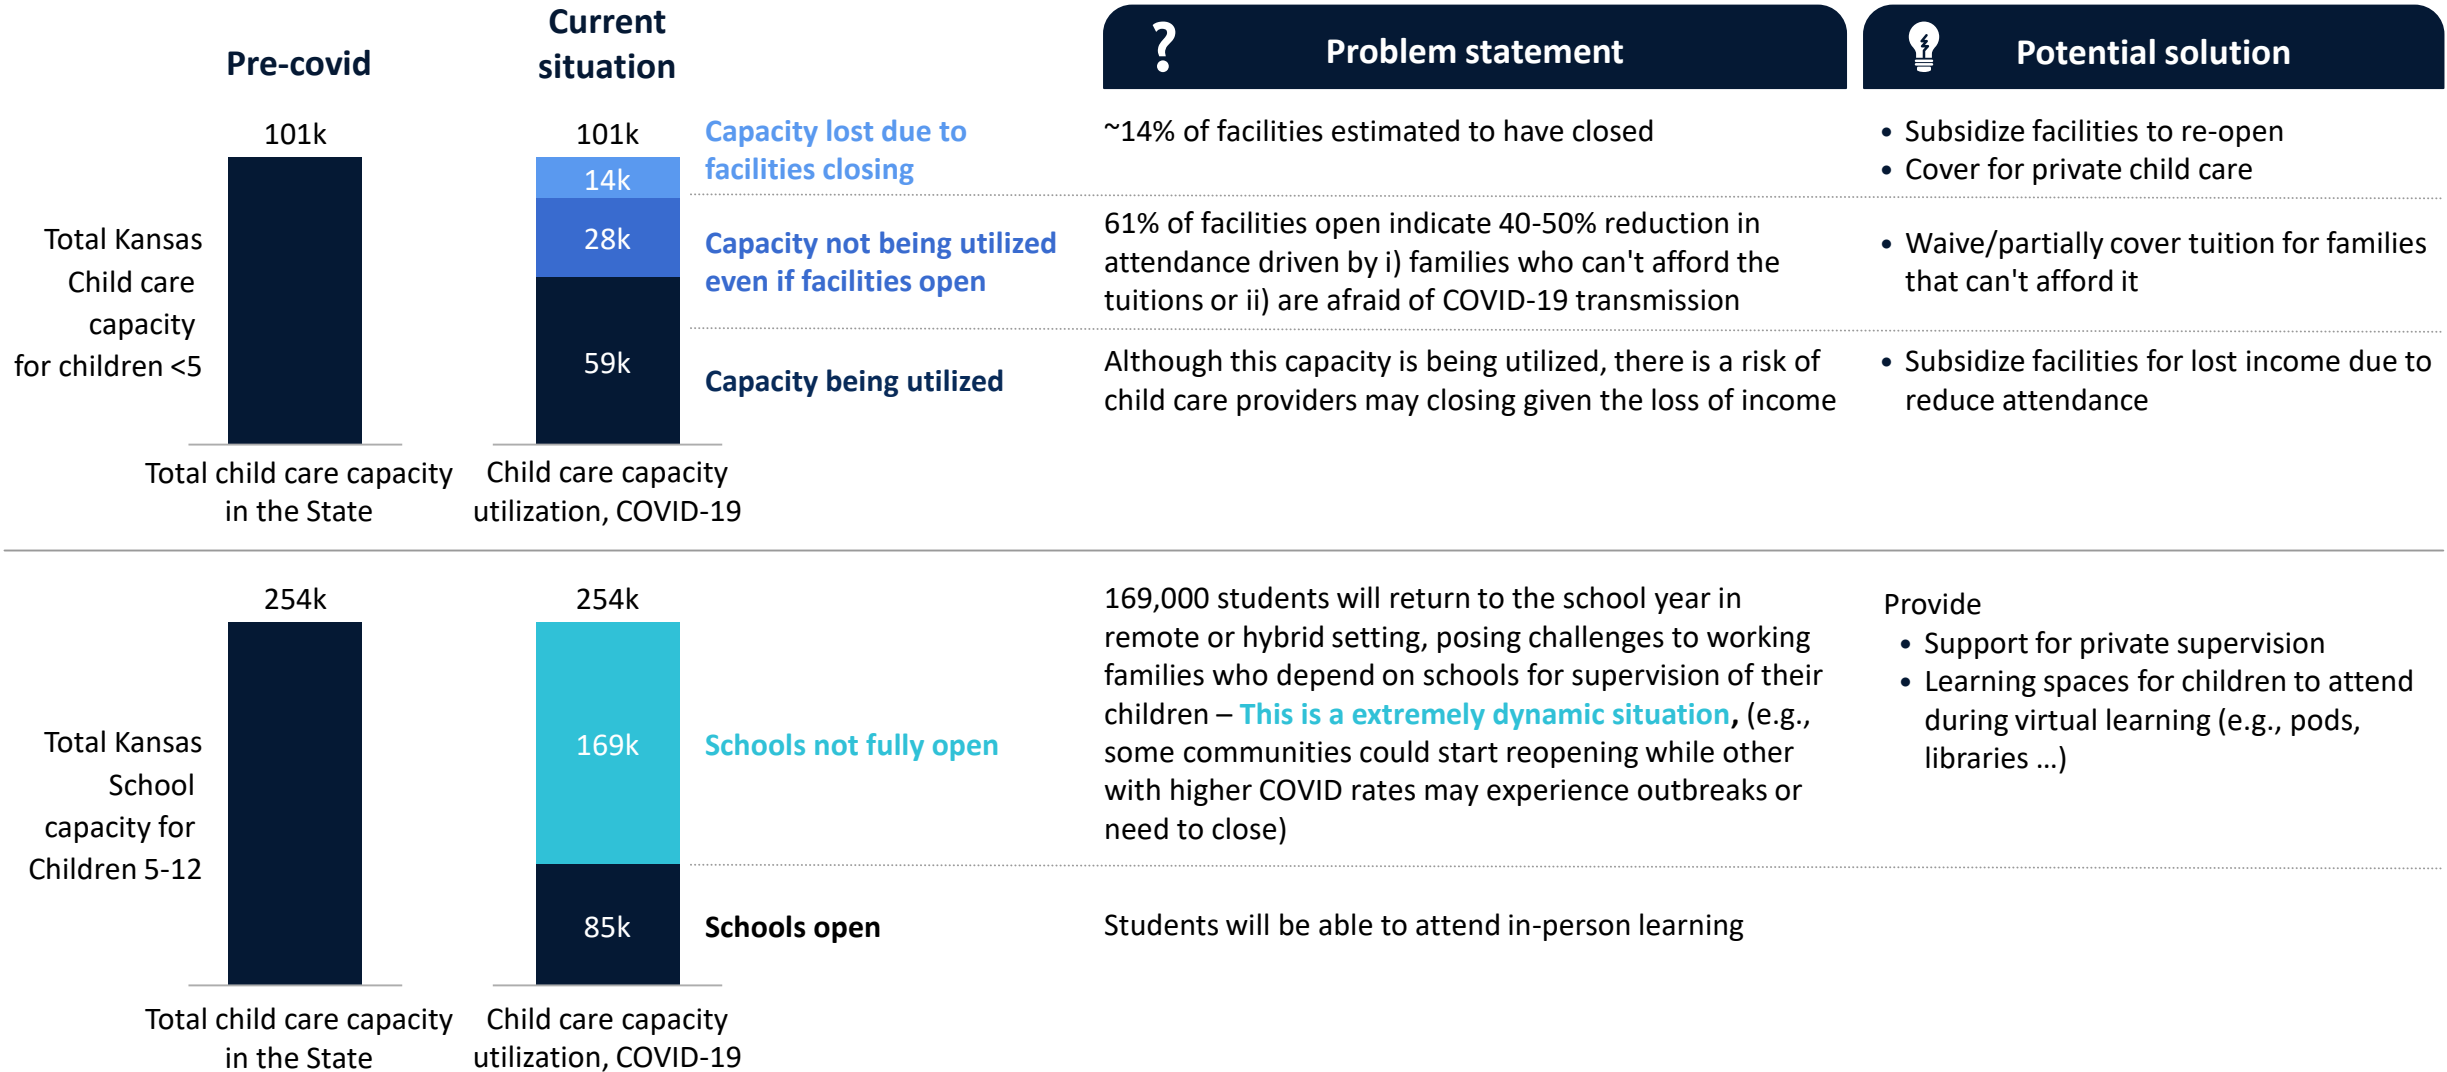 Pre-covid
Current
situation
Problem statement
Potential solution
Total Kansas
Child care
capacity
for children <5
101k
101k
14k
28k
59k
Capacity lost due to
facilities closing
~14% of facilities estimated to have closed
• Subsidize facilities to re-open
• Cover for private child care
Capacity not being utilized
even if facilities open
61% of facilities open indicate 40-50% reduction in
attendance driven by i) families who can't afford the
tuitions or ii) are afraid of COVID-19 transmission
• Waive/partially cover tuition for families
that can't afford it
Capacity being utilized
Although this capacity is being utilized, there is a risk of
child care providers may closing given the loss of income
• Subsidize facilities for lost income due to
reduce attendance
Total child care capacity
in the State
Child care capacity
utilization, COVID-19
Total Kansas
School
capacity for
Children 5-12
254k
254k
169k
85k
Schools not fully open
169,000 students will return to the school year in
remote or hybrid setting, posing challenges to working
families who depend on schools for supervision of their
children – This is a extremely dynamic situation, (e.g.,
some communities could start reopening while other
with higher COVID rates may experience outbreaks or
need to close)
Provide
• Support for private supervision
• Learning spaces for children to attend
during virtual learning (e.g., pods,
libraries ...)
Schools open
Students will be able to attend in-person learning
Total child care capacity
in the State
Child care capacity
utilization, COVID-19